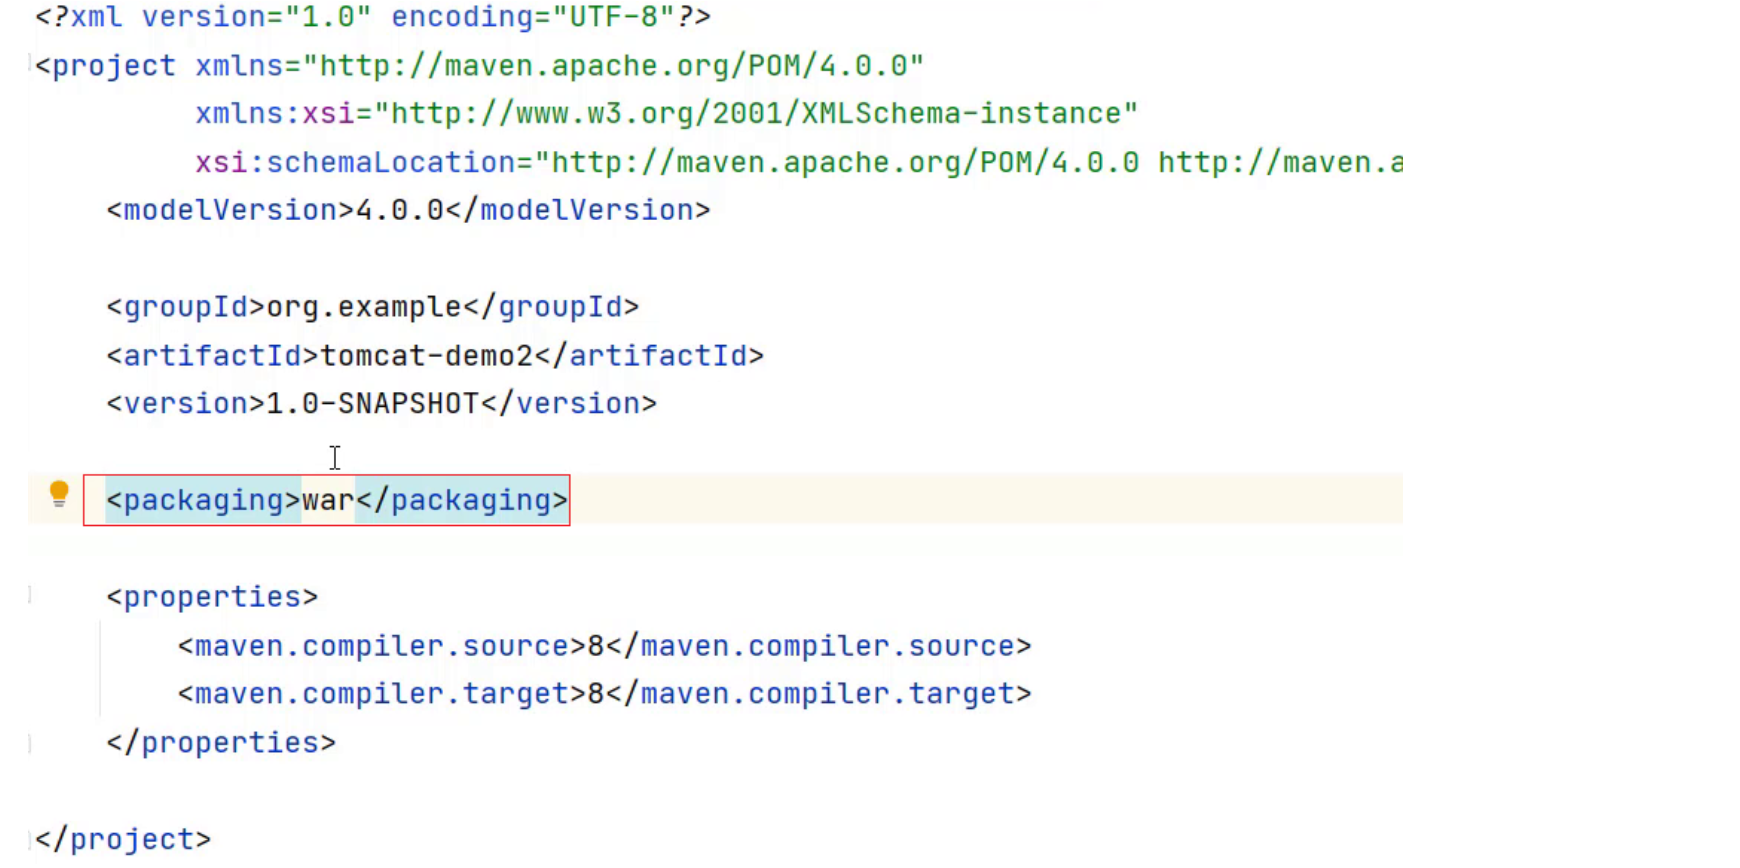 <?xml version="1.0" encoding="UTF-8"?>
<project xmlns="http://maven.apache.org/POM/4.0.0"
         xmlns:xsi="http://www.w3.org/2001/XMLSchema-instance"
         xsi:schemaLocation="http://maven.apache.org/POM/4.0.0 http://maven.a
    <modelVersion>4.0.0</modelVersion>

    <groupId>org.example</groupId>
    <artifactId>tomcat-demo2</artifactId>
    <version>1.0-SNAPSHOT</version>

    <packaging>war</packaging>

    <properties>
        <maven.compiler.source>8</maven.compiler.source>
        <maven.compiler.target>8</maven.compiler.target>
    </properties>

</project>